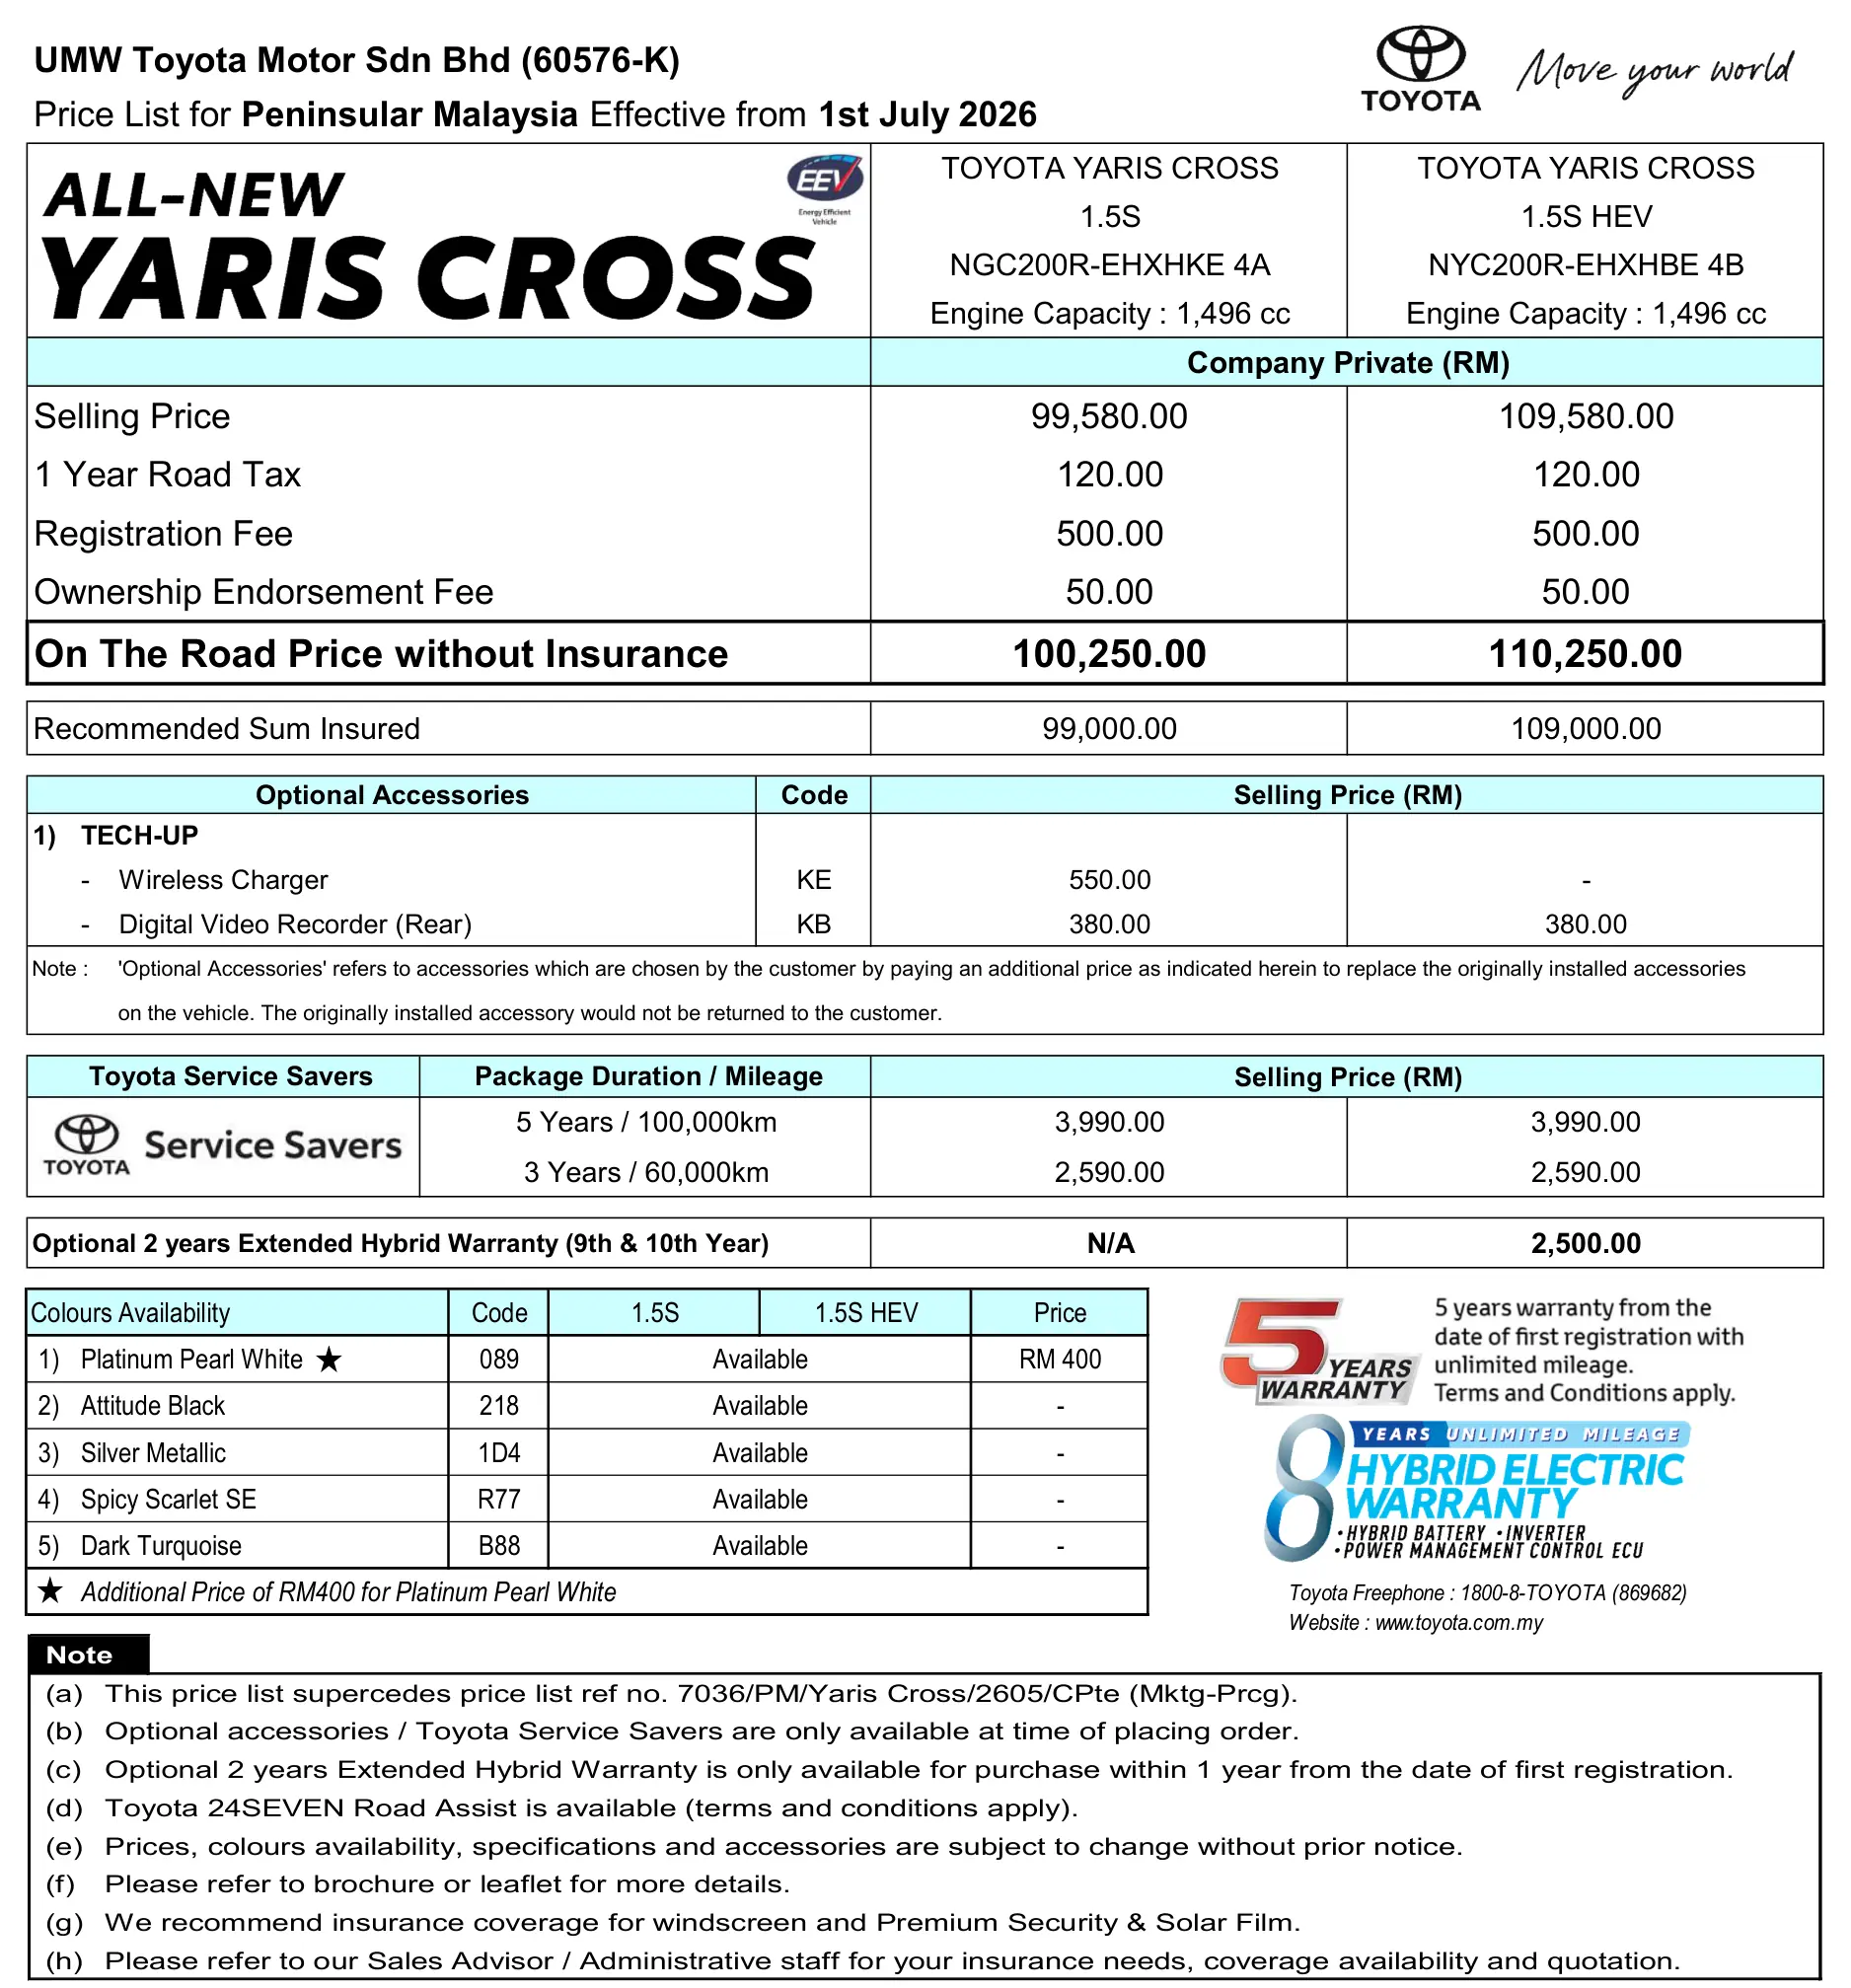 UMW Toyota Motor Sdn Bhd (60576-K)
Price List for Peninsular Malaysia Effective from 1st July 2026
TOYOTA
Move your world
ALL-NEW
YARIS CROSS
EEV
Energy Efficient
Vehicle
TOYOTA YARIS CROSS
1.5S
NGC200R-EHXHKE 4A
Engine Capacity : 1,496 cc
TOYOTA YARIS CROSS
1.5S HEV
NYC200R-EHXHBE 4B
Engine Capacity : 1,496 cc
Company Private (RM)
Selling Price 99,580.00 109,580.00
1 Year Road Tax 120.00 120.00
Registration Fee 500.00 500.00
Ownership Endorsement Fee 50.00 50.00
On The Road Price without Insurance 100,250.00 110,250.00
Recommended Sum Insured 99,000.00 109,000.00
Optional Accessories Code Selling Price (RM)
1) TECH-UP
- Wireless Charger KE 550.00 -
- Digital Video Recorder (Rear) KB 380.00 380.00
Note : 'Optional Accessories' refers to accessories which are chosen by the customer by paying an additional price as indicated herein to replace the originally installed accessories
on the vehicle. The originally installed accessory would not be returned to the customer.
Toyota Service Savers Package Duration / Mileage Selling Price (RM)
TOYOTA Service Savers
5 Years / 100,000km 3,990.00 3,990.00
3 Years / 60,000km 2,590.00 2,590.00
Optional 2 years Extended Hybrid Warranty (9th & 10th Year) N/A 2,500.00
Colours Availability Code 1.5S 1.5S HEV Price
1) Platinum Pearl White ★ 089 Available RM 400
2) Attitude Black 218 Available -
3) Silver Metallic 1D4 Available -
4) Spicy Scarlet SE R77 Available -
5) Dark Turquoise B88 Available -
★ Additional Price of RM400 for Platinum Pearl White
5 YEARS
WARRANTY
5 years warranty from the
date of first registration with
unlimited mileage.
Terms and Conditions apply.
8 YEARS UNLIMITED MILEAGE
HYBRID ELECTRIC
WARRANTY
• HYBRID BATTERY • INVERTER
• POWER MANAGEMENT CONTROL ECU
Toyota Freephone : 1800-8-TOYOTA (869682)
Website : www.toyota.com.my
Note
(a) This price list supercedes price list ref no. 7036/PM/Yaris Cross/2605/CPte (Mktg-Prcg).
(b) Optional accessories / Toyota Service Savers are only available at time of placing order.
(c) Optional 2 years Extended Hybrid Warranty is only available for purchase within 1 year from the date of first registration.
(d) Toyota 24SEVEN Road Assist is available (terms and conditions apply).
(e) Prices, colours availability, specifications and accessories are subject to change without prior notice.
(f) Please refer to brochure or leaflet for more details.
(g) We recommend insurance coverage for windscreen and Premium Security & Solar Film.
(h) Please refer to our Sales Advisor / Administrative staff for your insurance needs, coverage availability and quotation.